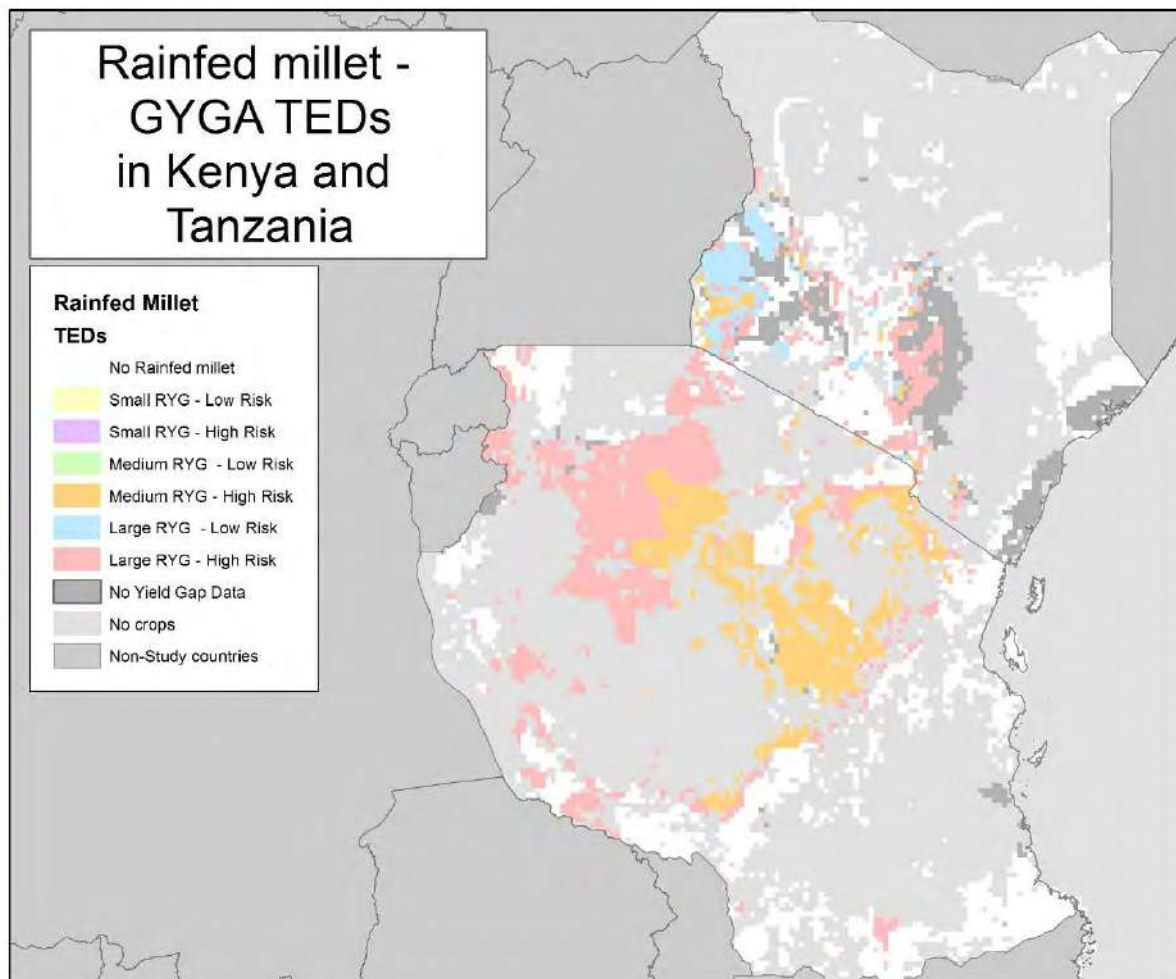 Rainfed millet -
GYGA TEDs
in Kenya and
Tanzania
Rainfed Millet
TEDs
No Rainfed millet
Small RYG - Low Risk
Small RYG - High Risk
Medium RYG - Low Risk
Medium RYG - High Risk
Large RYG - Low Risk
Large RYG - High Risk
No Yield Gap Data
No crops
Non-Study countries